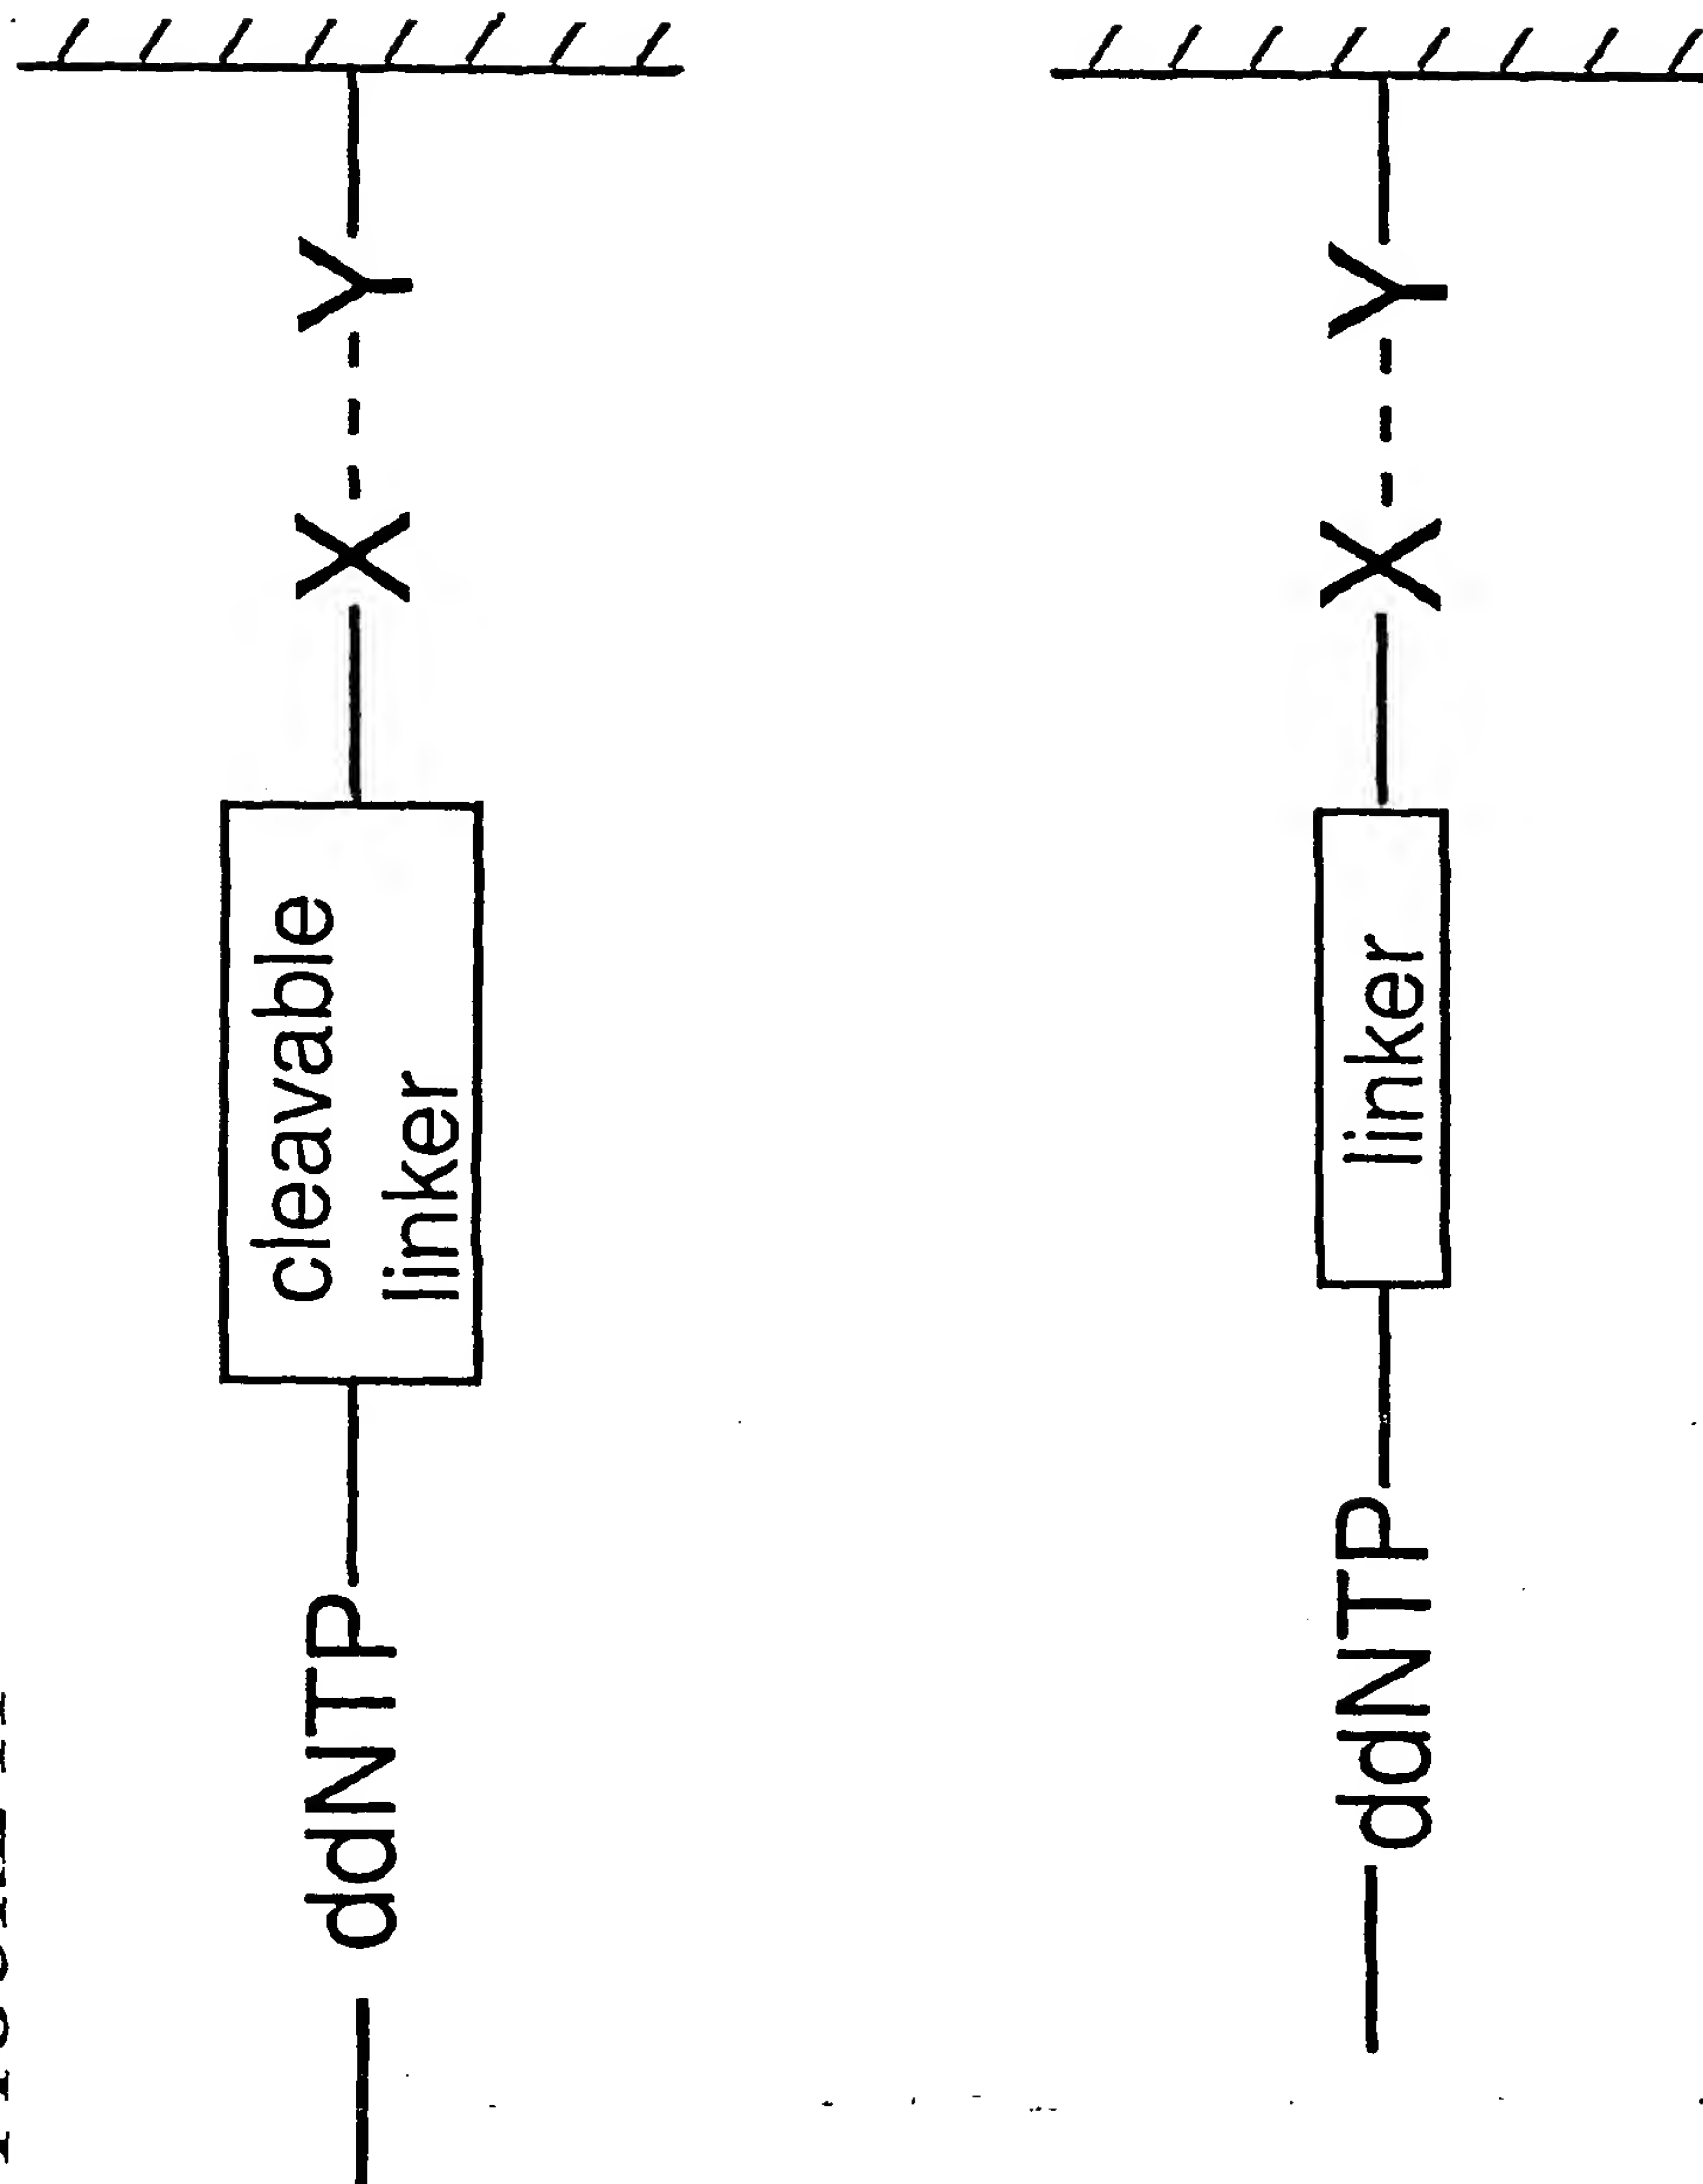 ddNTP
cleavable
linker
X - - - Y
ddNTP
linker
X - - - Y